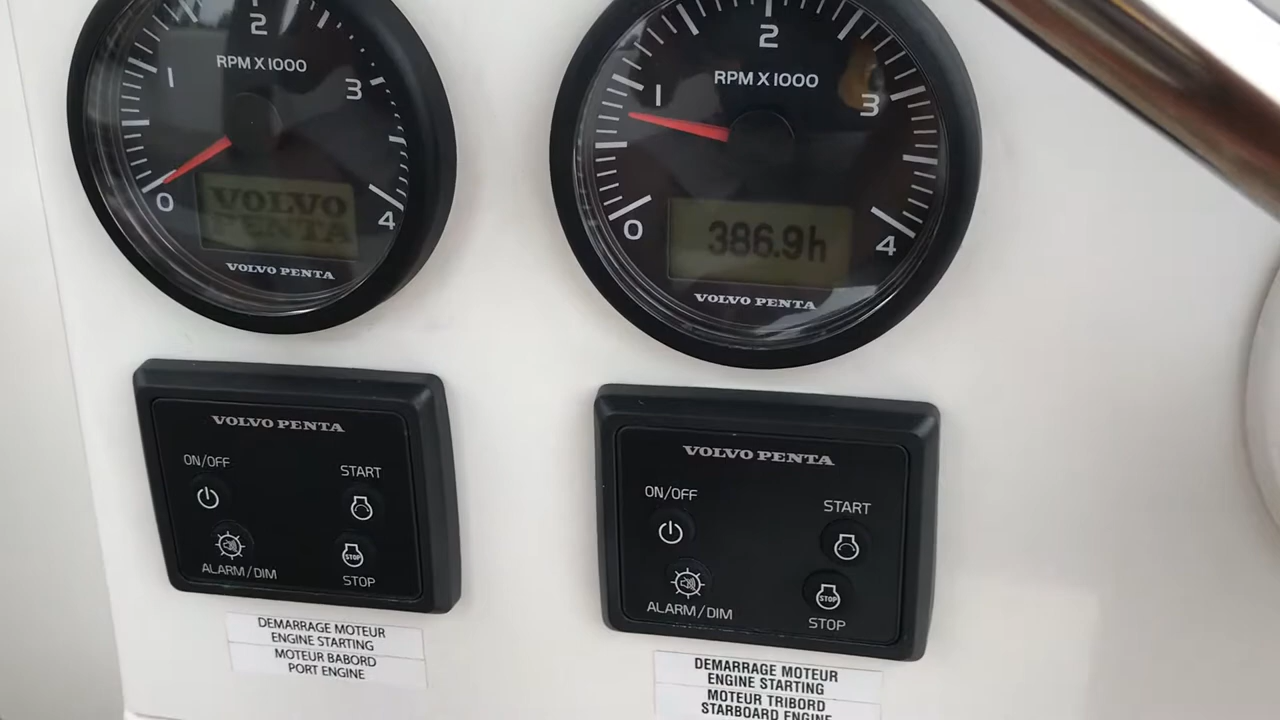 2
RPM X 1000
1
3
0
4
VOLVO
PENTA
VOLVO PENTA
2
RPM X 1000
1
3
0
4
386.9h
VOLVO PENTA
VOLVO PENTA
ON/OFF
START
STOP
ALARM/DIM
STOP
DEMARRAGE MOTEUR
ENGINE STARTING
MOTEUR BABORD
PORT ENGINE
VOLVO PENTA
ON/OFF
START
STOP
ALARM/DIM
STOP
DEMARRAGE MOTEUR
ENGINE STARTING
MOTEUR TRIBORD
STARBOARD ENGINE